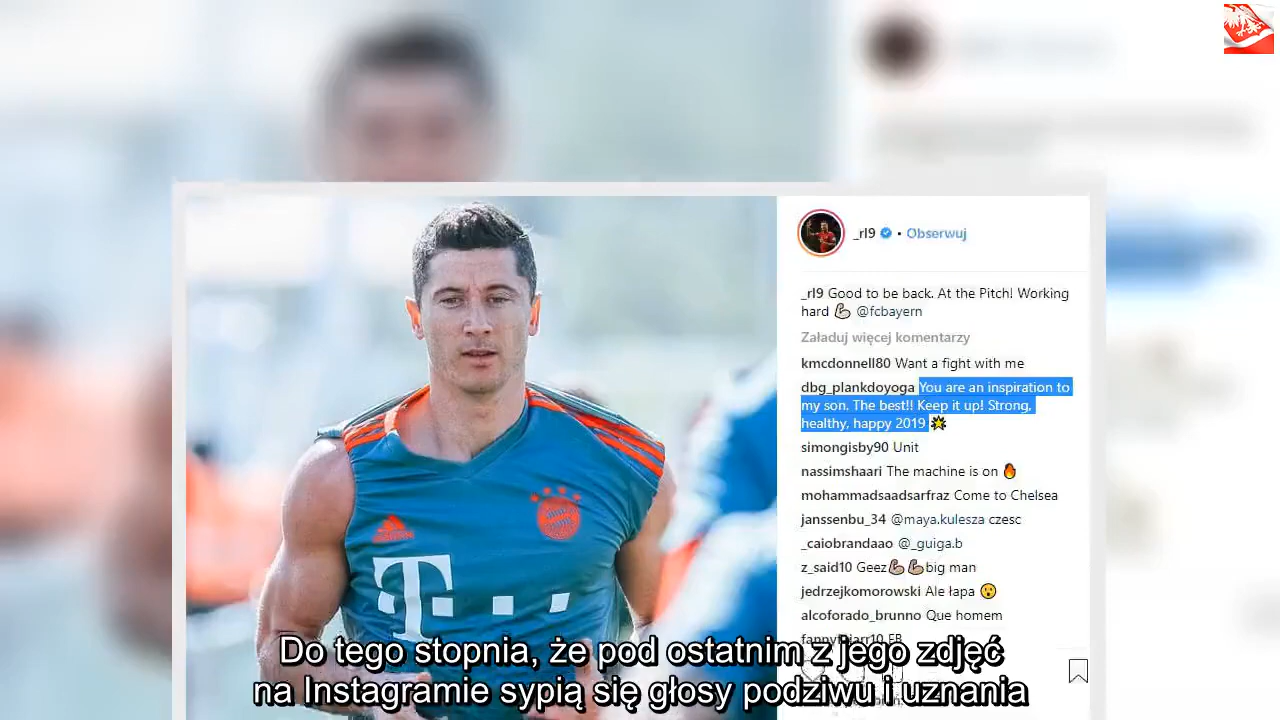 _rl9 • Obserwuj
_rl9 Good to be back. At the Pitch! Working
hard 💪 @fcbayern
Załaduj więcej komentarzy
kmcdonnell80 Want a fight with me
dbg_plankdoyoga You are an inspiration to
my son. The best!! Keep it up! Strong,
healthy, happy 2019 🌟
simongisby90 Unit
nassimshaari The machine is on 🔥
mohammadsaadsarfraz Come to Chelsea
janssenbu_34 @maya.kulesza czesc
_caiobrandaao @_guiga.b
z_said10 Geez💪💪big man
jedrzejkomorowski Ale łapa 😲
alcoforado_brunno Que homem
FB
adidas
T
Do tego stopnia, że pod ostatnim z jego zdjęć
na Instagramie sypią się głosy podziwu i uznania